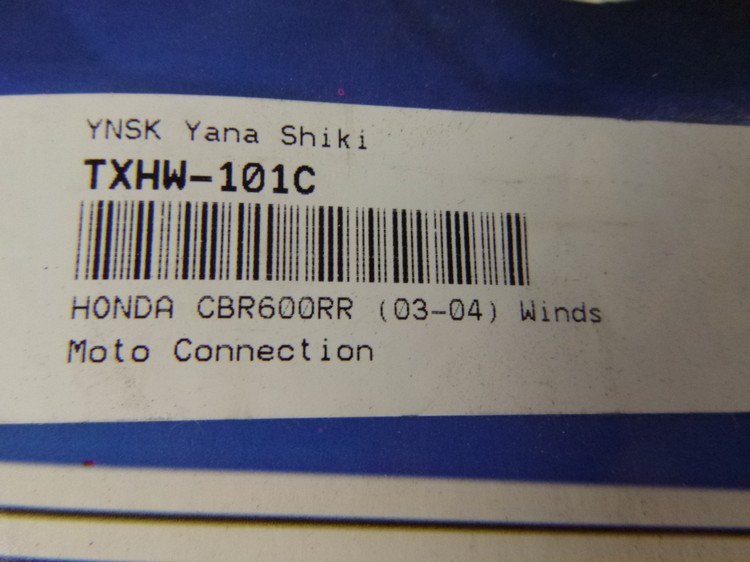 YNSK Yana Shiki
TXHW-101C
HONDA CBR600RR (03-04) Winds
Moto Connection